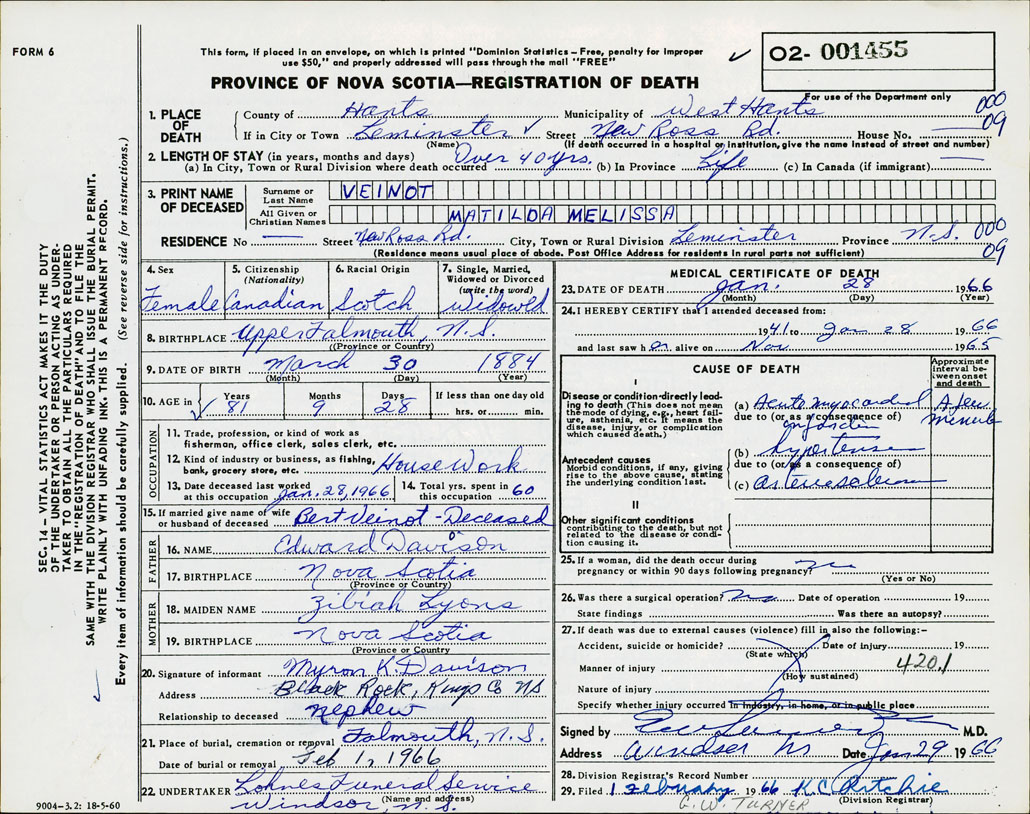 FORM 6
This form, if placed in an envelope, on which is printed "Dominion Statistics – Free, penalty for improper
use $50," and properly addressed will pass through the mail "FREE"
✓
O2- 001455
PROVINCE OF NOVA SCOTIA—REGISTRATION OF DEATH
For use of the Department only
000
09
1. PLACE OF DEATH
County of Hants Municipality of West Hants
If in City or Town Leminster ✓ Street New Ross Rd. House No.
(Name) (If death occurred in a hospital or institution, give the name instead of street and number)
2. LENGTH OF STAY (in years, months and days)
(a) In City, Town or Rural Division where death occurred Over 40 yrs. (b) In Province Life (c) In Canada (if immigrant)
3. PRINT NAME OF DECEASED
Surname or Last Name VEINOT
All Given or Christian Names MATILDA MELISSA
RESIDENCE No Street New Ross Rd. City, Town or Rural Division Leminster Province N.S. 000
09
(Residence means usual place of abode. Post Office Address for residents in rural parts not sufficient)
4. Sex Female
5. Citizenship (Nationality) Canadian
6. Racial Origin Scotch
7. Single, Married, Widowed or Divorced (write the word) Widowed
8. BIRTHPLACE Upper Falmouth, N.S.
(Province or Country)
9. DATE OF BIRTH March 30 1884
(Month) (Day) (Year)
10. AGE in ✓ Years 81 Months 9 Days 28 If less than one day old
hrs. or min.
OCCUPATION
11. Trade, profession, or kind of work as
fisherman, office clerk, sales clerk, etc.
12. Kind of industry or business, as fishing,
bank, grocery store, etc. House Work
13. Date deceased last worked
at this occupation Jan. 28, 1966
14. Total yrs. spent in
this occupation 60
15. If married give name of wife
or husband of deceased Bert Veinot - Deceased
FATHER
16. NAME Edward Davison
17. BIRTHPLACE Nova Scotia
(Province or Country)
MOTHER
18. MAIDEN NAME Zibiah Lyons
19. BIRTHPLACE Nova Scotia
(Province or Country)
20. Signature of informant Myron K. Davison
Address Black Rock, Kings Co NS
Relationship to deceased Nephew
21. Place of burial, cremation or removal Falmouth, N.S.
Date of burial or removal Feb 1, 1966
22. UNDERTAKER Lohnes Funeral Service
(Name and address)
Windsor, N.S.
MEDICAL CERTIFICATE OF DEATH
23. DATE OF DEATH Jan. 28 1966
(Month) (Day) (Year)
24. I HEREBY CERTIFY that I attended deceased from:
1941 to Jan 28 1966
and last saw her alive on Nov 1965
CAUSE OF DEATH
Approximate interval between onset and death
I
Disease or condition directly leading to death (This does not mean the mode of dying, e.g., heart failure, asthenia, etc. It means the disease, injury, or complication which caused death.)
(a) Acute myocardial A few
due to (or as a consequence of) minute
Antecedent causes
Morbid conditions, if any, giving rise to the above cause, stating the underlying condition last.
(b)
due to (or as a consequence of)
(c)
II
Other significant conditions contributing to the death, but not related to the disease or condition causing it.
25. If a woman, did the death occur during
pregnancy or within 90 days following pregnancy? no
(Yes or No)
26. Was there a surgical operation? No Date of operation 19
State findings Was there an autopsy?
27. If death was due to external causes (violence) fill in also the following:-
Accident, suicide or homicide? Date of injury 19
(State which)
420.1
Manner of injury
(How sustained)
Nature of injury
Specify whether injury occurred in industry, in home, or in public place
Signed by M.D.
Address Windsor NS Date Jan 29 1966
28. Division Registrar's Record Number
29. Filed 1 February 1966 K C Ritchie
(Division Registrar)
G. W. TURNER
SEC. 14 – VITAL STATISTICS ACT MAKES IT THE DUTY
OF THE UNDERTAKER OR PERSON ACTING AS UNDERTAKER
TO OBTAIN ALL THE PARTICULARS REQUIRED
IN THE "REGISTRATION OF DEATH" AND TO FILE THE
SAME WITH THE DIVISION REGISTRAR WHO SHALL ISSUE THE BURIAL PERMIT.
WRITE PLAINLY WITH UNFADING INK. THIS IS A PERMANENT RECORD.
Every item of information should be carefully supplied. (See reverse side for instructions.)
✓
9004–3.2: 18-5-60